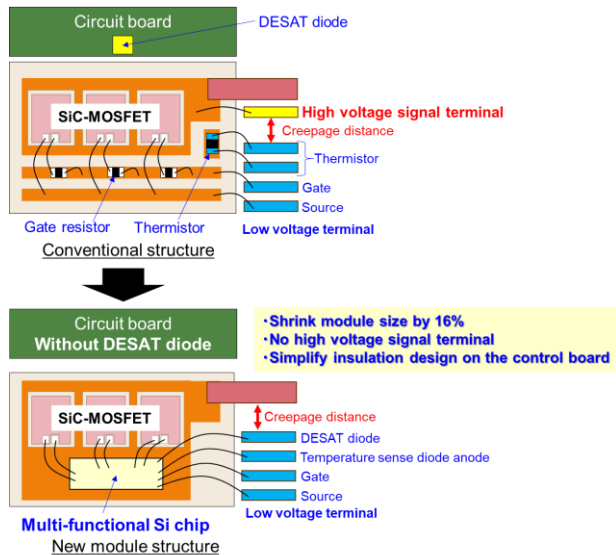 Circuit board
DESAT diode
SiC-MOSFET
High voltage signal terminal
Creepage distance
Thermistor
Gate
Source
Gate resistor
Thermistor
Low voltage terminal
Conventional structure
Circuit board
Without DESAT diode
・Shrink module size by 16%
・No high voltage signal terminal
・Simplify insulation design on the control board
SiC-MOSFET
Creepage distance
DESAT diode
Temperature sense diode anode
Gate
Source
Low voltage terminal
Multi-functional Si chip
New module structure